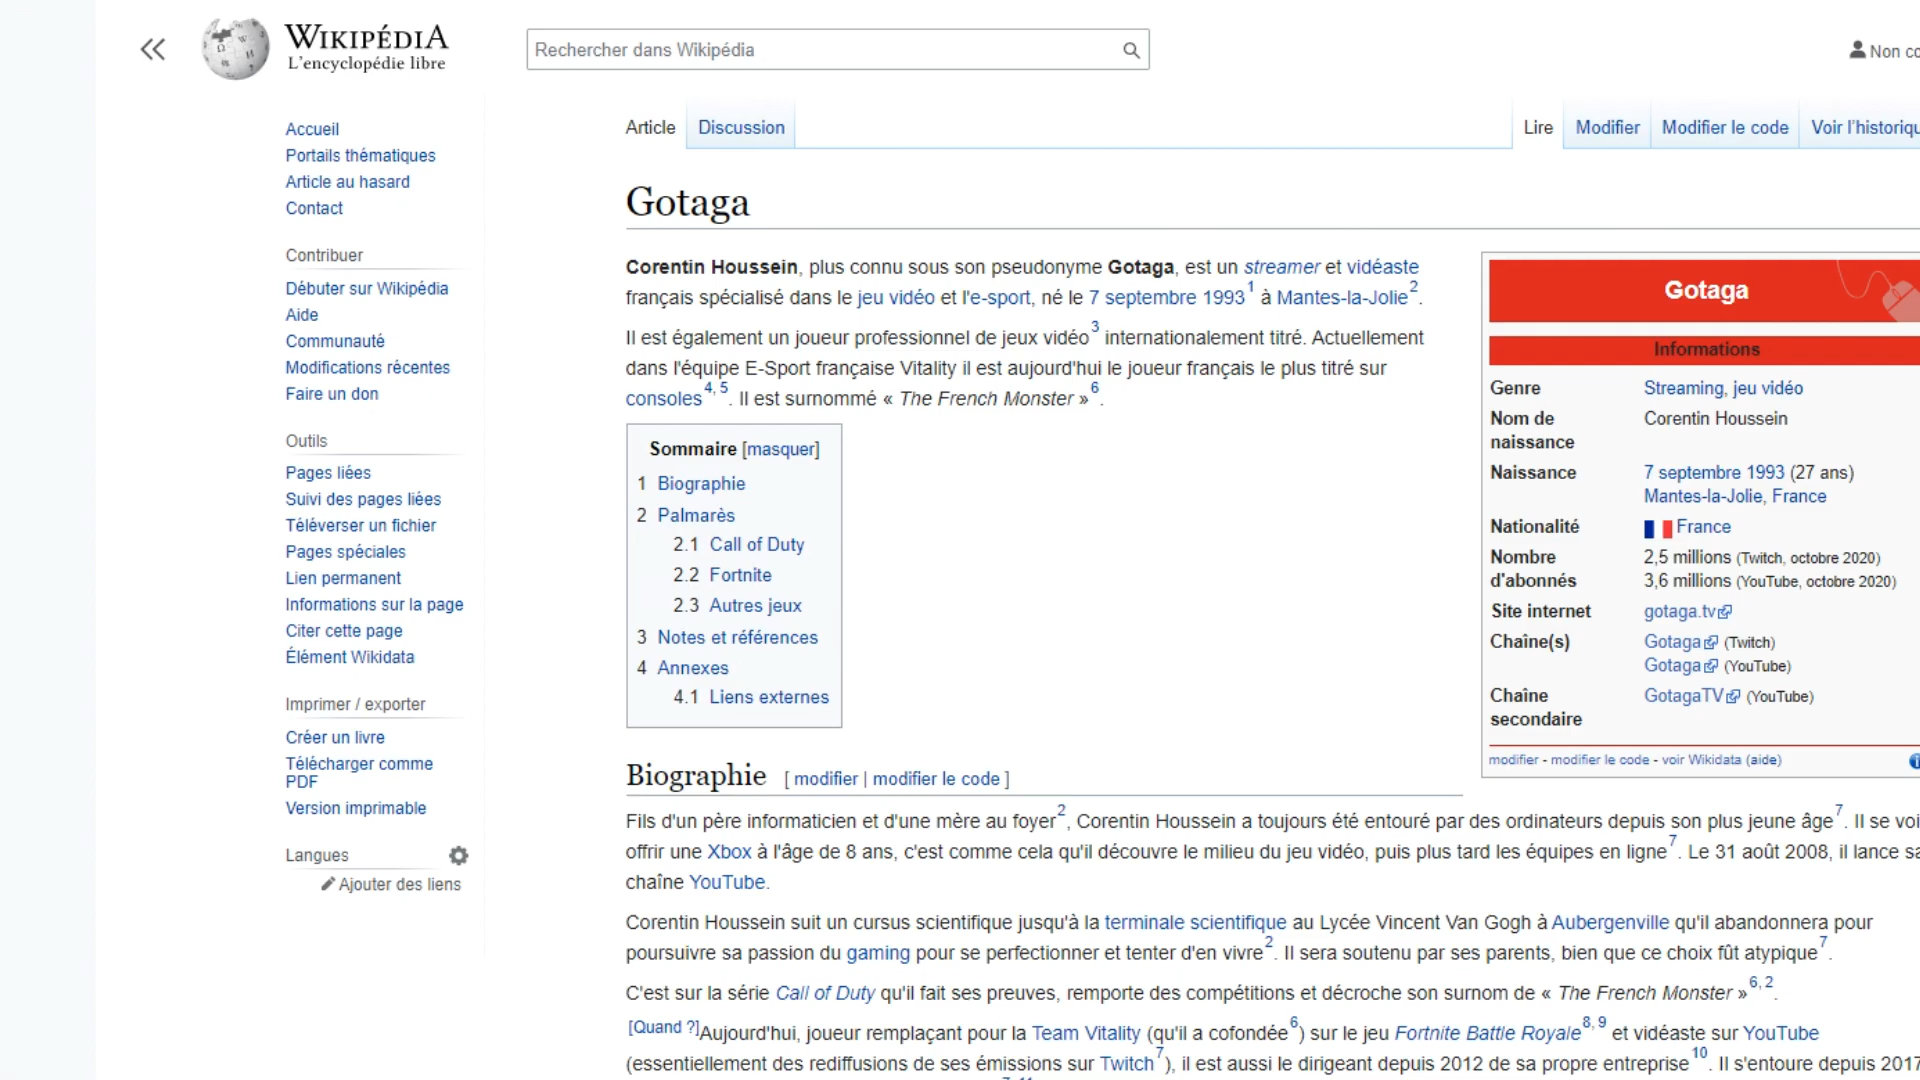 WIKIPÉDIA
L'encyclopédie libre
Rechercher dans Wikipédia
Non
Accueil
Portails thématiques
Article au hasard
Contact
Contribuer
Débuter sur Wikipédia
Aide
Communauté
Modifications récentes
Faire un don
Outils
Pages liées
Suivi des pages liées
Téléverser un fichier
Pages spéciales
Lien permanent
Informations sur la page
Citer cette page
Élément Wikidata
Imprimer / exporter
Créer un livre
Télécharger comme
PDF
Version imprimable
Langues
Ajouter des liens
Article Discussion
Lire Modifier Modifier le code Voir l'historiqu
Gotaga
Corentin Houssein, plus connu sous son pseudonyme Gotaga, est un streamer et vidéaste
français spécialisé dans le jeu vidéo et l'e-sport, né le 7 septembre 1993 1 à Mantes-la-Jolie 2.
Il est également un joueur professionnel de jeux vidéo 3 internationalement titré. Actuellement
dans l'équipe E-Sport française Vitality il est aujourd'hui le joueur français le plus titré sur
consoles 4, 5. Il est surnommé « The French Monster » 6.
Sommaire [masquer]
1 Biographie
2 Palmarès
2.1 Call of Duty
2.2 Fortnite
2.3 Autres jeux
3 Notes et références
4 Annexes
4.1 Liens externes
Gotaga
Informations
Genre Streaming, jeu vidéo
Nom de Corentin Houssein
naissance
Naissance 7 septembre 1993 (27 ans)
Mantes-la-Jolie, France
Nationalité France
Nombre 2,5 millions (Twitch, octobre 2020)
d'abonnés 3,6 millions (YouTube, octobre 2020)
Site internet gotaga.tv
Chaîne(s) Gotaga (Twitch)
Gotaga (YouTube)
Chaîne GotagaTV (YouTube)
secondaire
modifier - modifier le code - voir Wikidata (aide)
Biographie [ modifier | modifier le code ]
Fils d'un père informaticien et d'une mère au foyer 2, Corentin Houssein a toujours été entouré par des ordinateurs depuis son plus jeune âge 7. Il se voi
offrir une Xbox à l'âge de 8 ans, c'est comme cela qu'il découvre le milieu du jeu vidéo, puis plus tard les équipes en ligne 7. Le 31 août 2008, il lance sa
chaîne YouTube.
Corentin Houssein suit un cursus scientifique jusqu'à la terminale scientifique au Lycée Vincent Van Gogh à Aubergenville qu'il abandonnera pour
poursuivre sa passion du gaming pour se perfectionner et tenter d'en vivre 2. Il sera soutenu par ses parents, bien que ce choix fût atypique 7.
C'est sur la série Call of Duty qu'il fait ses preuves, remporte des compétitions et décroche son surnom de « The French Monster » 6, 2.
[Quand ?]Aujourd'hui, joueur remplaçant pour la Team Vitality (qu'il a cofondée 6) sur le jeu Fortnite Battle Royale 8, 9 et vidéaste sur YouTube
(essentiellement des rediffusions de ses émissions sur Twitch 7), il est aussi le dirigeant depuis 2012 de sa propre entreprise 10. Il s'entoure depuis 2017